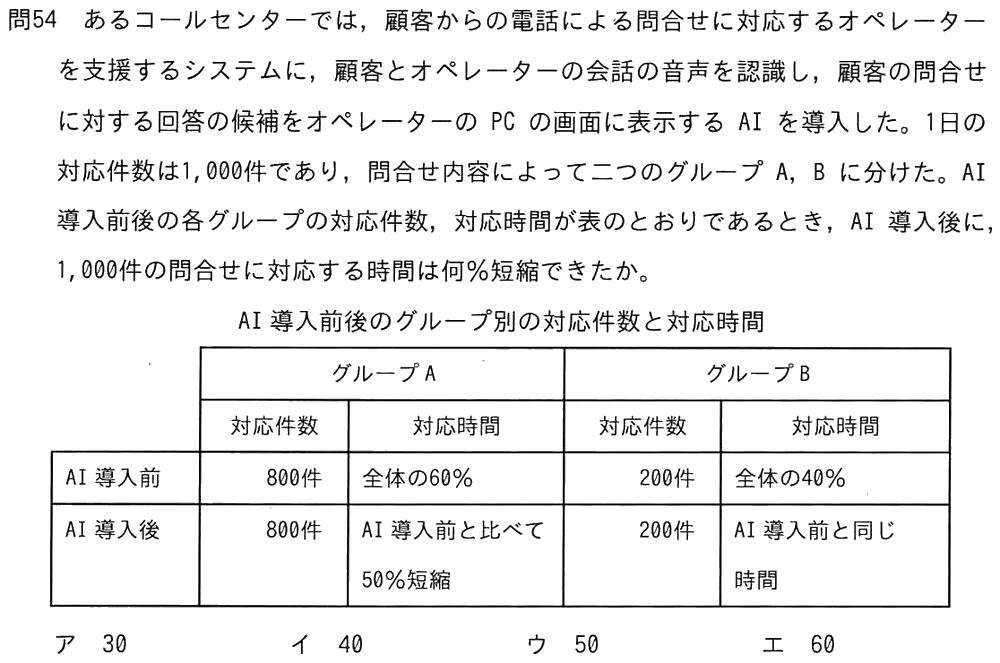 問54 あるコールセンターでは，顧客からの電話による問合せに対応するオペレーター
を支援するシステムに，顧客とオペレーターの会話の音声を認識し，顧客の問合せ
に対する回答の候補をオペレーターの PC の画面に表示する AI を導入した。1日の
対応件数は1,000件であり，問合せ内容によって二つのグループ A，B に分けた。AI
導入前後の各グループの対応件数，対応時間が表のとおりであるとき，AI 導入後に，
1,000件の問合せに対応する時間は何％短縮できたか。
AI 導入前後のグループ別の対応件数と対応時間
グループA グループB
対応件数 対応時間 対応件数 対応時間
AI 導入前 800件 全体の60％ 200件 全体の40％
AI 導入後 800件 AI 導入前と比べて 200件 AI 導入前と同じ
50％短縮 時間
ア 30 イ 40 ウ 50 エ 60